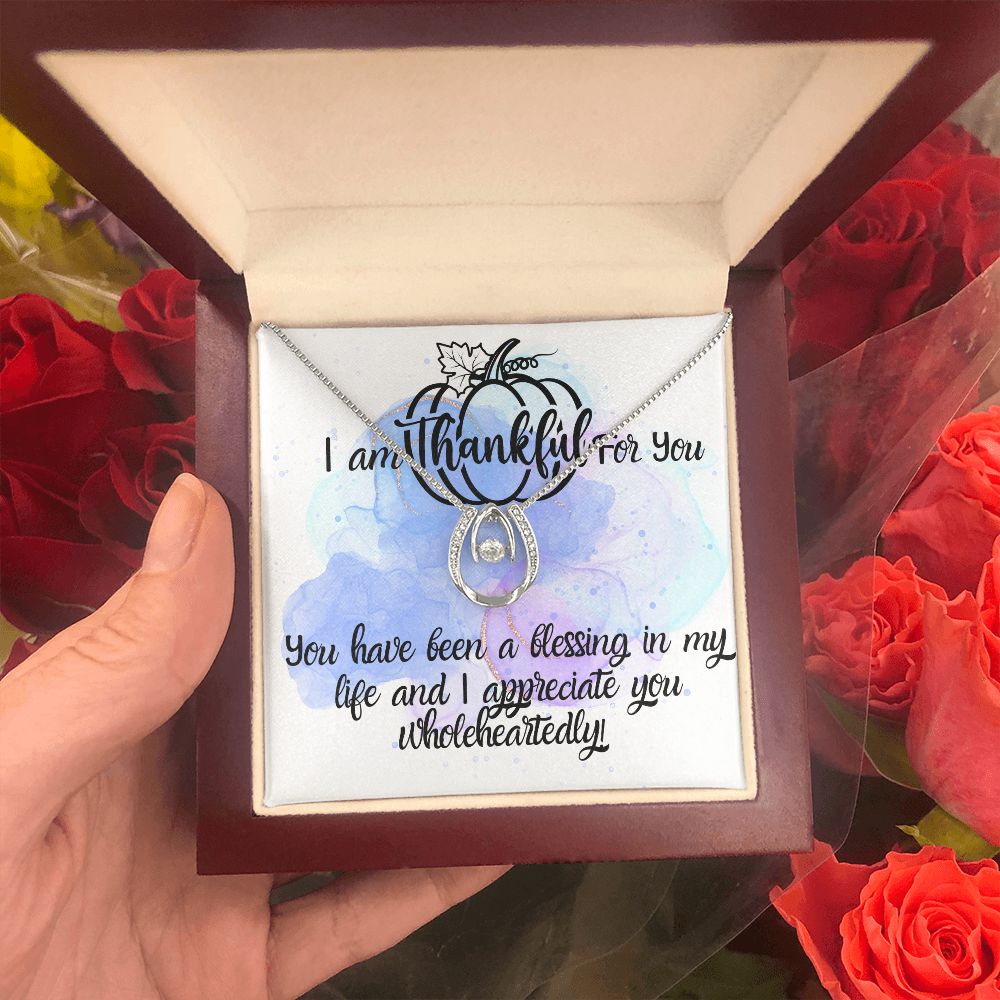 I am Thankful For You
You have been a blessing in my
life and I appreciate you
wholeheartedly!